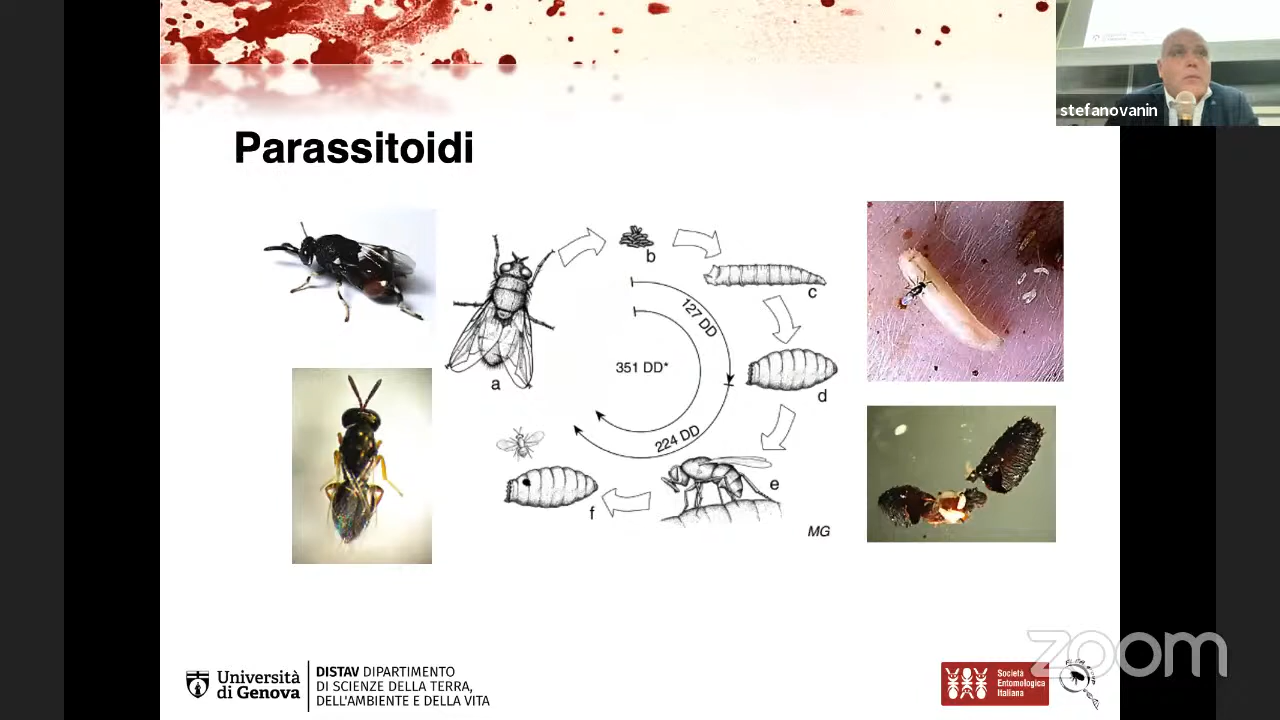 stefanovanin
Parassitoidi
a
b
c
d
e
f
127 DD
351 DD*
224 DD
MG
Università
di Genova
DISTAV DIPARTIMENTO
DI SCIENZE DELLA TERRA,
DELL'AMBIENTE E DELLA VITA
Società
Entomologica
Italiana
zoom